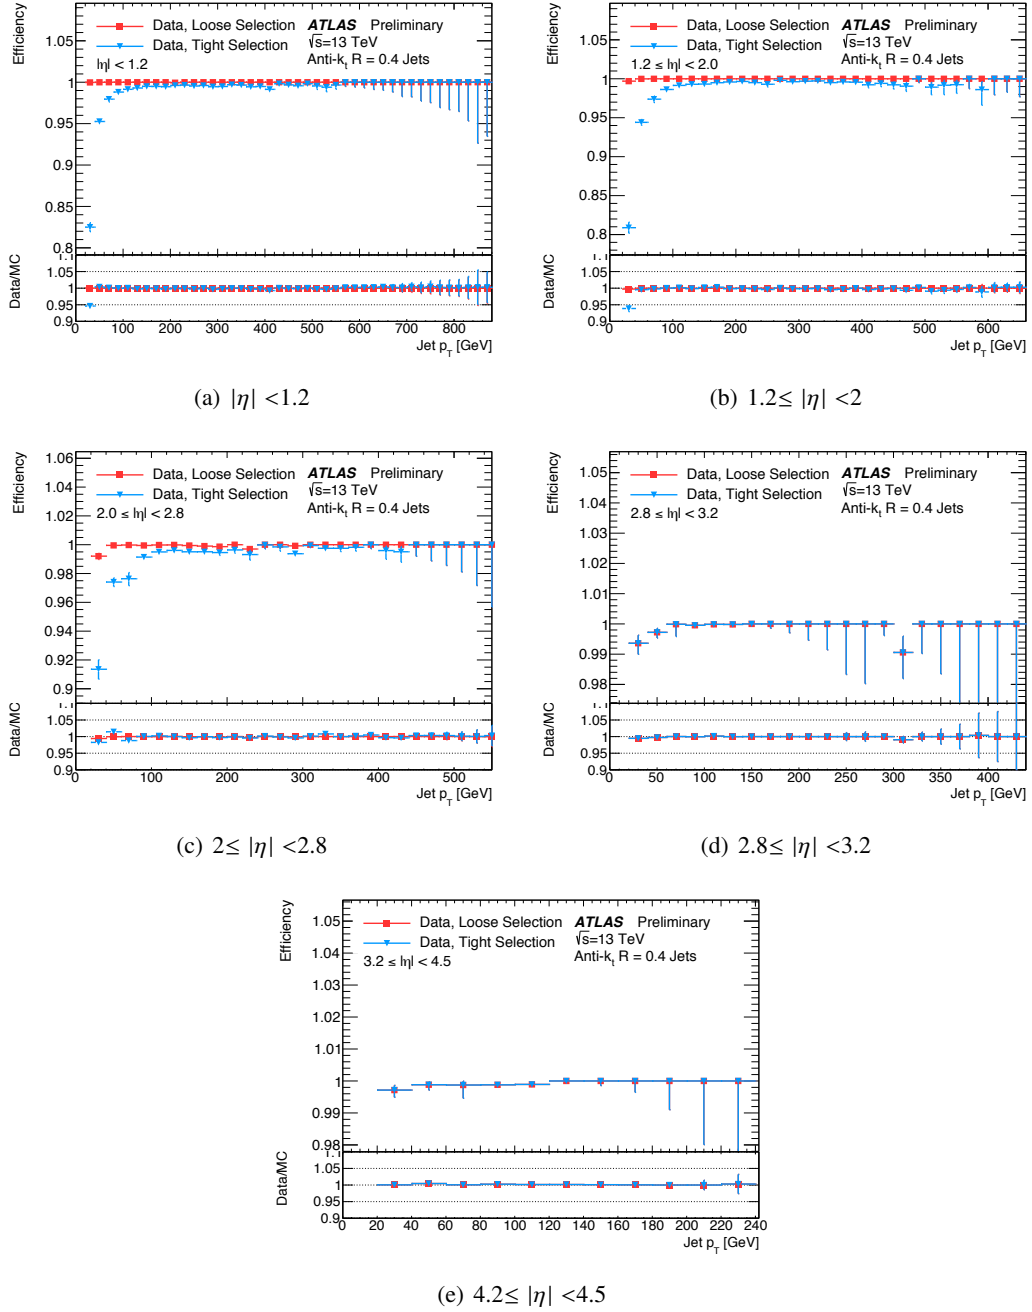 Efficiency
1.05
1
0.95
0.9
0.85
0.8
Data, Loose Selection
Data, Tight Selection
|η| < 1.2
ATLAS Preliminary
√s=13 TeV
Anti-kt R = 0.4 Jets
Data/MC
1.1
1.05
1
0.95
0.9
100 200 300 400 500 600 700 800
Jet pT [GeV]
(a) |η| <1.2
Efficiency
1.05
1
0.95
0.9
0.85
0.8
Data, Loose Selection
Data, Tight Selection
1.2 ≤ |η| < 2.0
ATLAS Preliminary
√s=13 TeV
Anti-kt R = 0.4 Jets
Data/MC
1.1
1.05
1
0.95
0.9
100 200 300 400 500 600
Jet pT [GeV]
(b) 1.2≤ |η| <2
Efficiency
1.06
1.04
1.02
1
0.98
0.96
0.94
0.92
0.9
Data, Loose Selection
Data, Tight Selection
2.0 ≤ |η| < 2.8
ATLAS Preliminary
√s=13 TeV
Anti-kt R = 0.4 Jets
Data/MC
1.1
1.05
1
0.95
0.9
100 200 300 400 500
Jet pT [GeV]
(c) 2≤ |η| <2.8
Efficiency
1.05
1.04
1.03
1.02
1.01
1
0.99
0.98
Data, Loose Selection
Data, Tight Selection
2.8 ≤ |η| < 3.2
ATLAS Preliminary
√s=13 TeV
Anti-kt R = 0.4 Jets
Data/MC
1.1
1.05
1
0.95
0.9
50 100 150 200 250 300 350 400
Jet pT [GeV]
(d) 2.8≤ |η| <3.2
Efficiency
1.05
1.04
1.03
1.02
1.01
1
0.99
0.98
Data, Loose Selection
Data, Tight Selection
3.2 ≤ |η| < 4.5
ATLAS Preliminary
√s=13 TeV
Anti-kt R = 0.4 Jets
Data/MC
1.1
1.05
1
0.95
0.9
0 20 40 60 80 100 120 140 160 180 200 220 240
Jet pT [GeV]
(e) 4.2≤ |η| <4.5